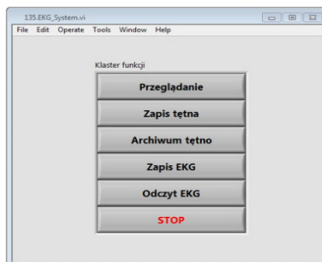 135.EKG_System.vi
File Edit Operate Tools Window Help
Klaster funkcji
Przeglądanie
Zapis tętna
Archiwum tętno
Zapis EKG
Odczyt EKG
STOP